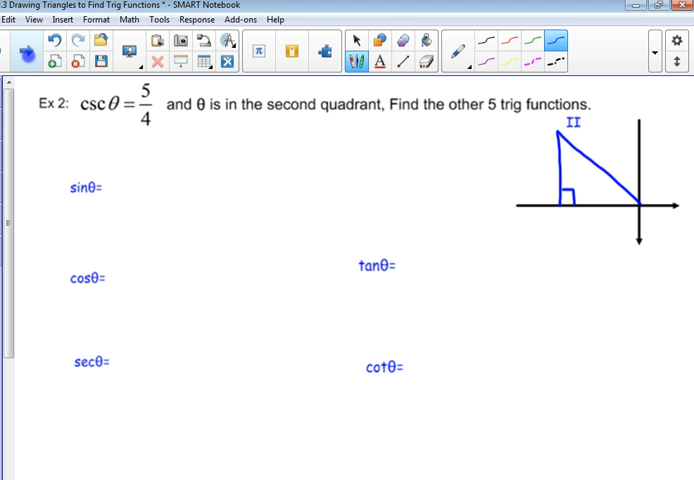 .3 Drawing Triangles to Find Trig Functions * - SMART Notebook
Edit View Insert Format Math Tools Response Add-ons Help
Ex 2: csc θ = 5/4 and θ is in the second quadrant, Find the other 5 trig functions.
II
sinθ=
tanθ=
cosθ=
secθ=
cotθ=